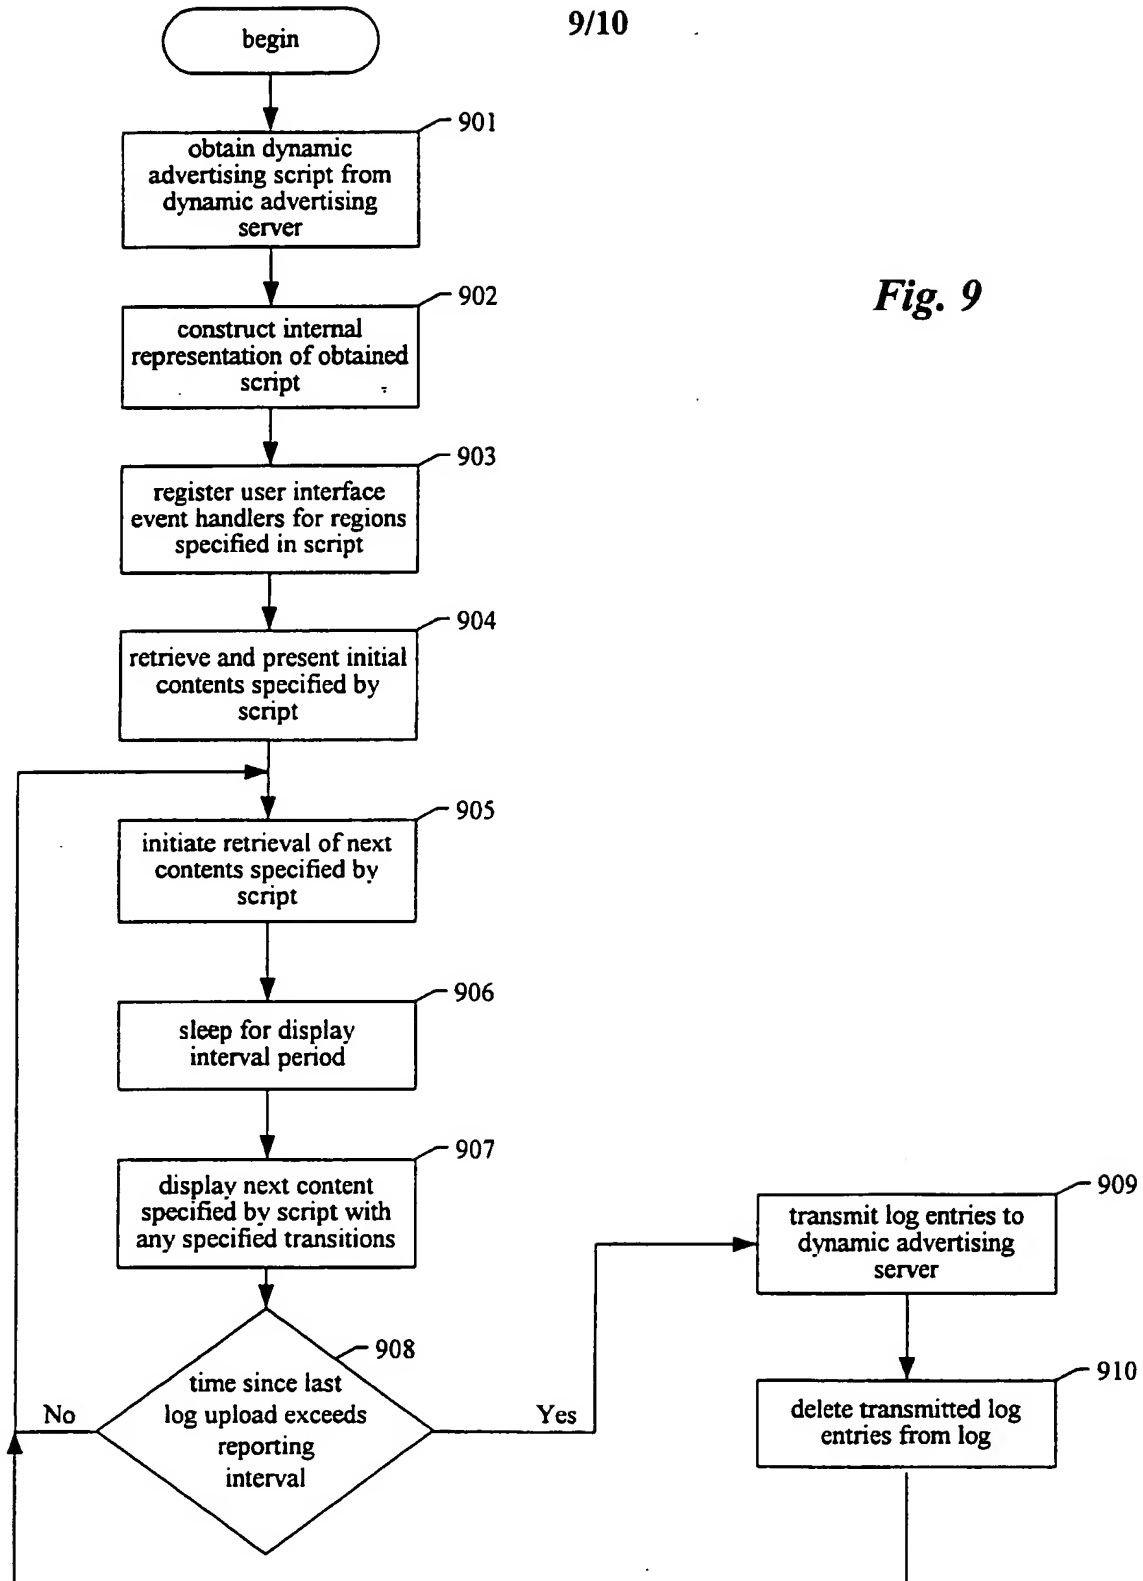 9/10
begin
901
obtain dynamic
advertising script from
dynamic advertising
server
902
construct internal
representation of obtained
script
Fig. 9
903
register user interface
event handlers for regions
specified in script
904
retrieve and present initial
contents specified by
script
905
initiate retrieval of next
contents specified by
script
906
sleep for display
interval period
907
display next content
specified by script with
any specified transitions
908
time since last
log upload exceeds
reporting
interval
No
Yes
909
transmit log entries to
dynamic advertising
server
910
delete transmitted log
entries from log